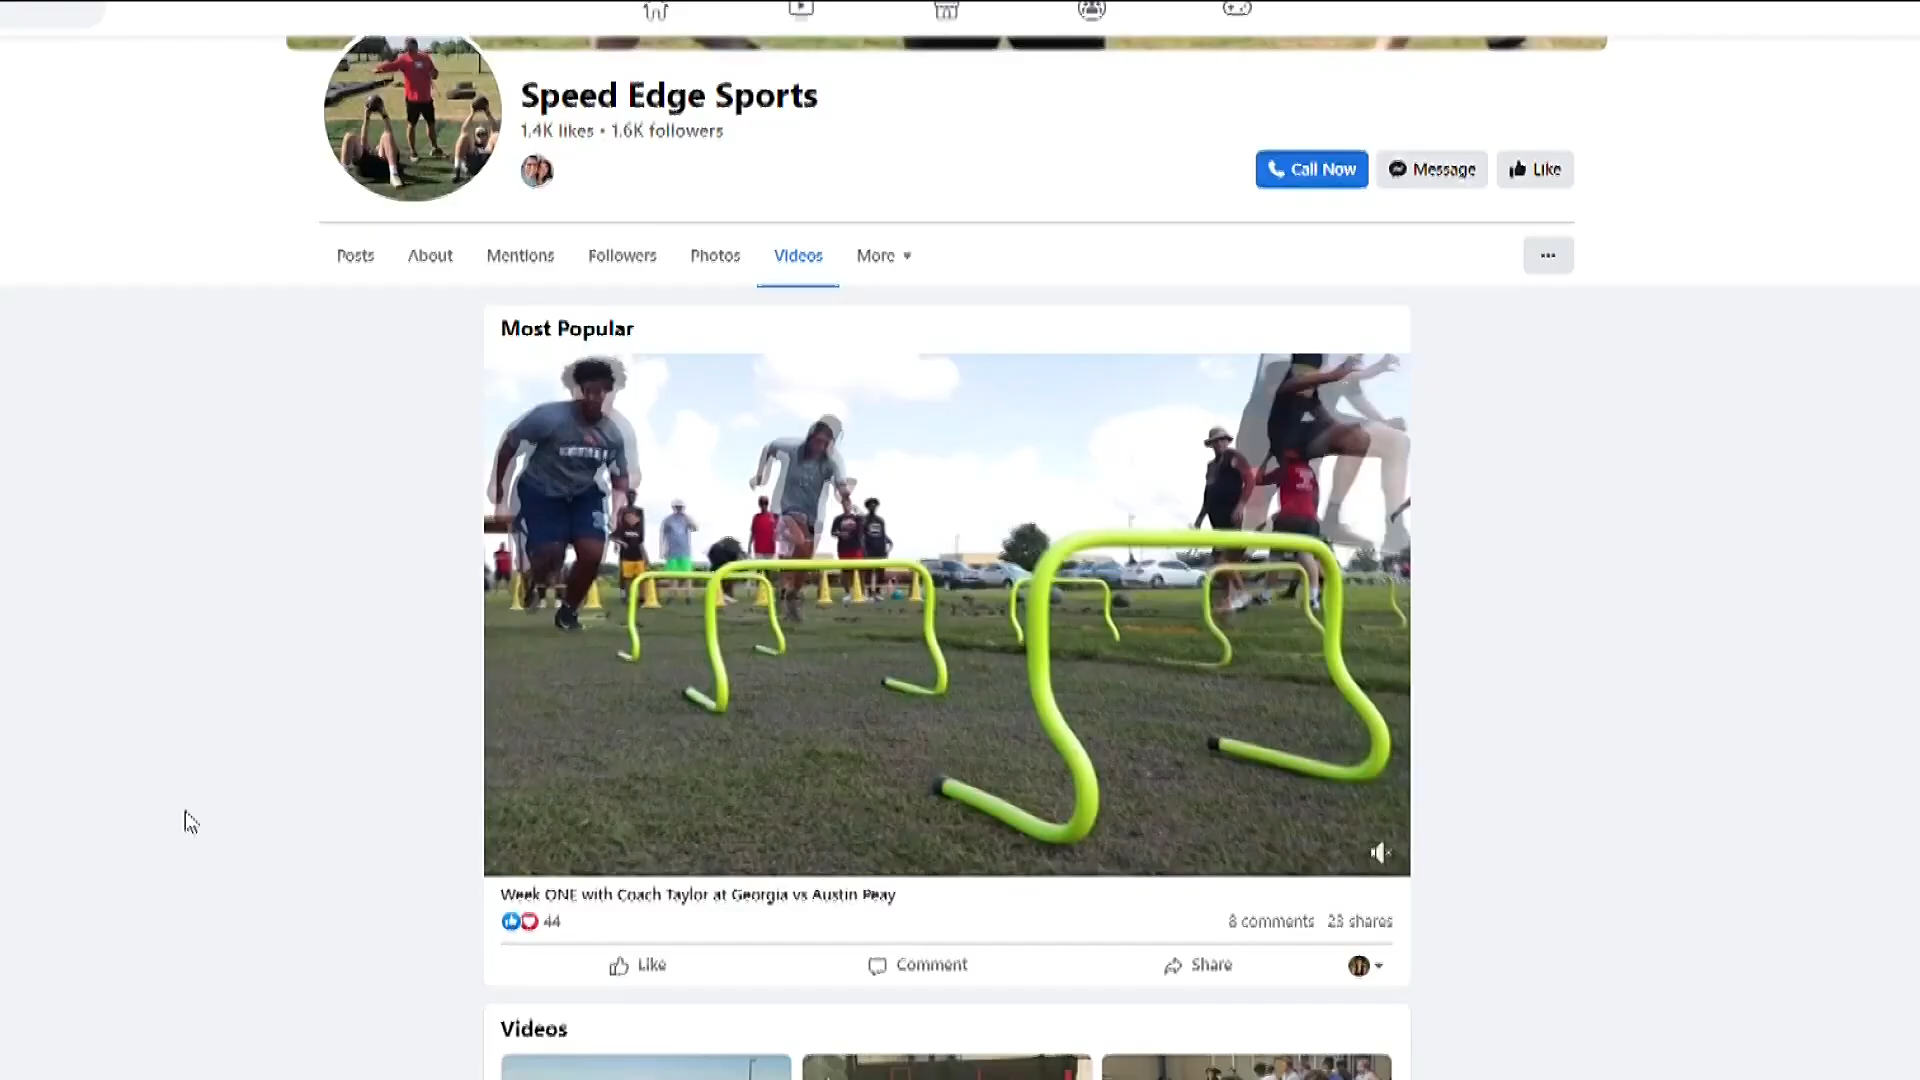 Speed Edge Sports
1.4K likes • 1.6K followers
Call Now
Message
Like
Posts
About
Mentions
Followers
Photos
Videos
More
Most Popular
Week ONE with Coach Taylor at Georgia vs Austin Peay
44
8 comments
23 shares
Like
Comment
Share
Videos